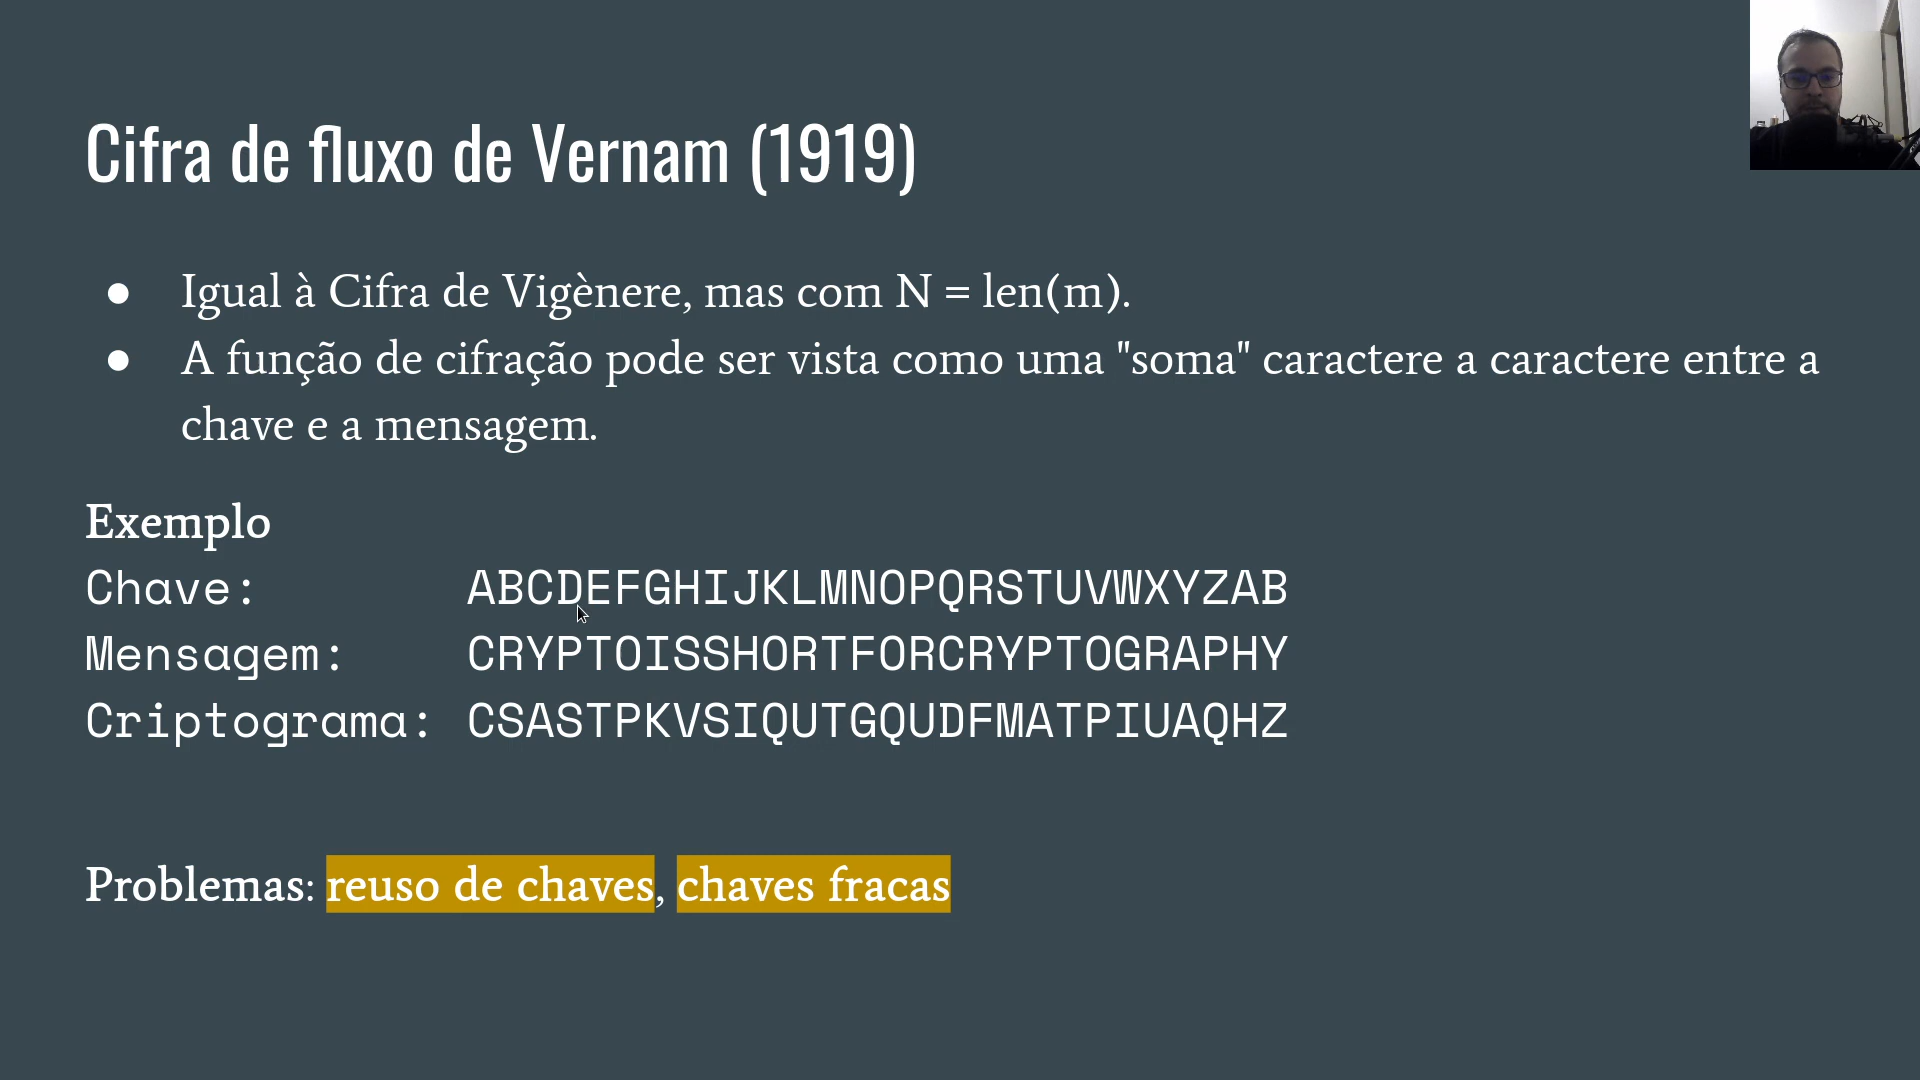 Cifra de fluxo de Vernam (1919)
● Igual à Cifra de Vigènere, mas com N = len(m).
● A função de cifração pode ser vista como uma "soma" caractere a caractere entre a
chave e a mensagem.
Exemplo
Chave: ABCDEFGHIJKLMNOPQRSTUVWXYZAB
Mensagem: CRYPTOISSHORTFORCRYPTOGRAPHY
Criptograma: CSASTPKVSIQUTGQUDFMATPIUAQHZ
Problemas: reuso de chaves, chaves fracas